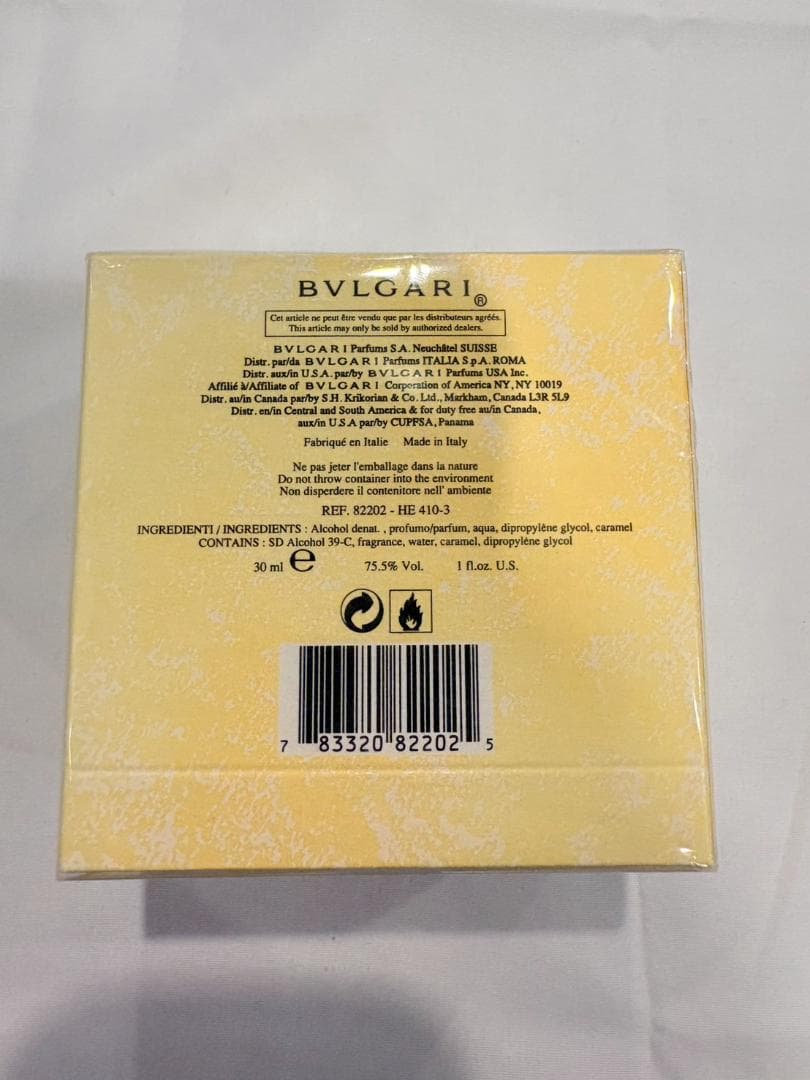 BVLGARI®
Cet article ne peut être vendu que par les distributeurs agréés.
This article may only be sold by authorized dealers.
BVLGARI Parfums S.A. Neuchâtel SUISSE
Distr. par/da BVLGARI Parfums ITALIA S.p.A. ROMA
Distr. aux/in U.S.A. par/by BVLGARI Parfums USA Inc.
Affilié à/Affiliate of BVLGARI Corporation of America NY, NY 10019
Distr. au/in Canada par/by S.H. Krikorian & Co. Ltd., Markham, Canada L3R 5L9
Distr. en/in Central and South America & for duty free au/in Canada,
aux/in U.S.A par/by CUPFSA, Panama
Fabriqué en Italie Made in Italy
Ne pas jeter l'emballage dans la nature
Do not throw container into the environment
Non disperdere il contenitore nell' ambiente
REF. 82202 - HE 410-3
INGREDIENTI / INGREDIENTS : Alcohol denat. , profumo/parfum, aqua, dipropylène glycol, caramel
CONTAINS : SD Alcohol 39-C, fragrance, water, caramel, dipropylène glycol
30 ml e 75.5% Vol. 1 fl.oz. U.S.
7 83320 82202 5